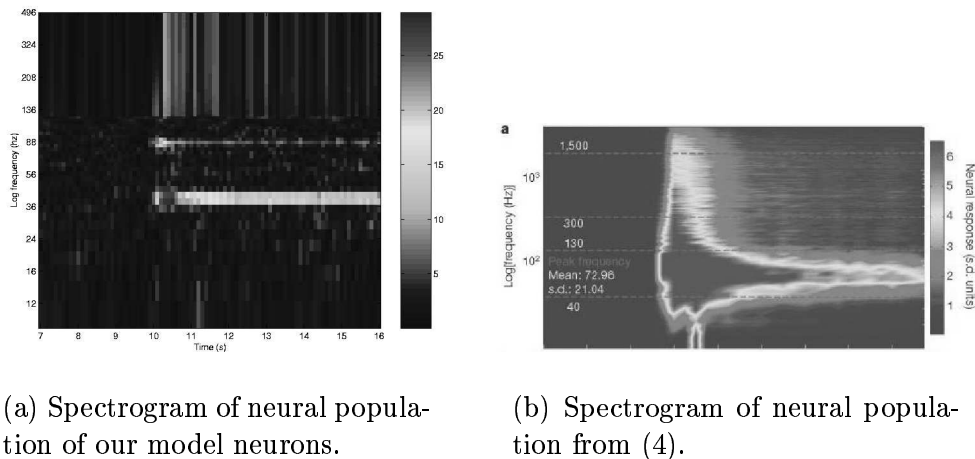 496
324
208
136
88
56
36
24
16
12
Log frequency (hz)
7 8 9 10 11 12 13 14 15 16
Time (s)
25
20
15
10
5
a
Log[frequency (Hz)]
10³
10²
1,500
300
130
Peak frequency
Mean: 72.96
s.d.: 21.04
40
6
5
4
3
2
1
Neural response (s.d. units)
(a) Spectrogram of neural popula-
tion of our model neurons.
(b) Spectrogram of neural popula-
tion from (4).